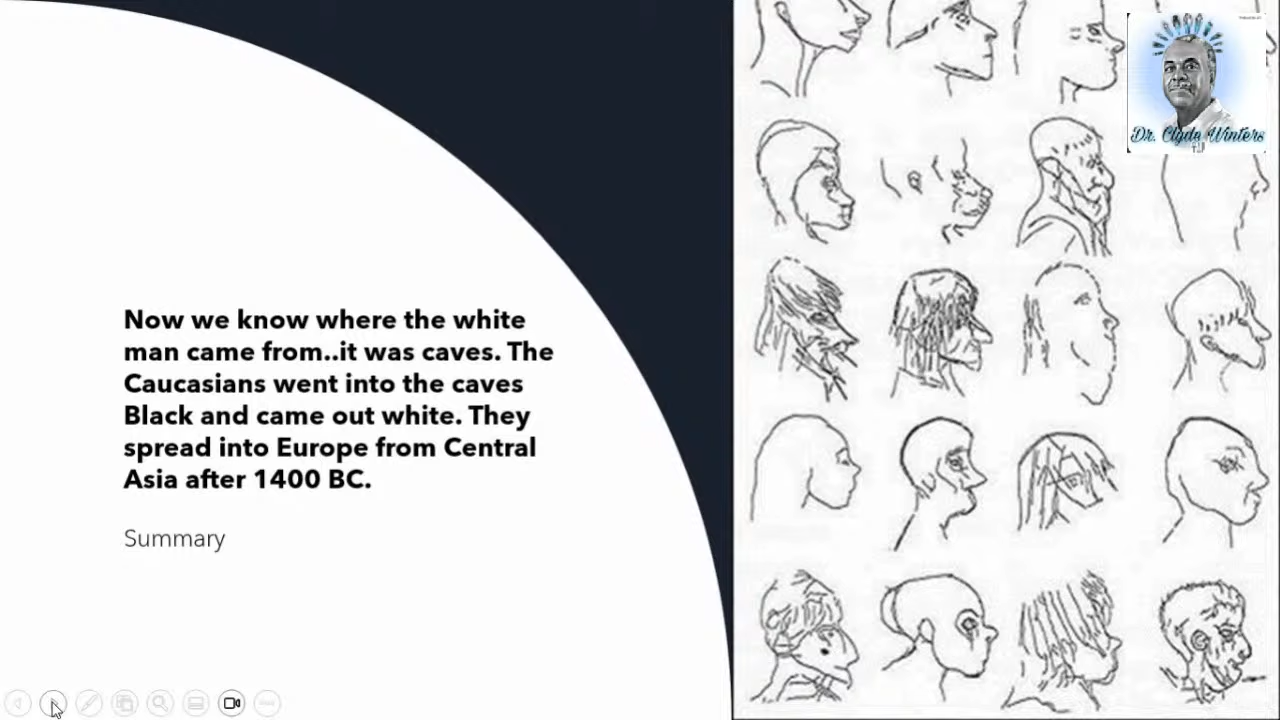 Now we know where the white
man came from..it was caves. The
Caucasians went into the caves
Black and came out white. They
spread into Europe from Central
Asia after 1400 BC.
Summary
Dr. Clyde Winters